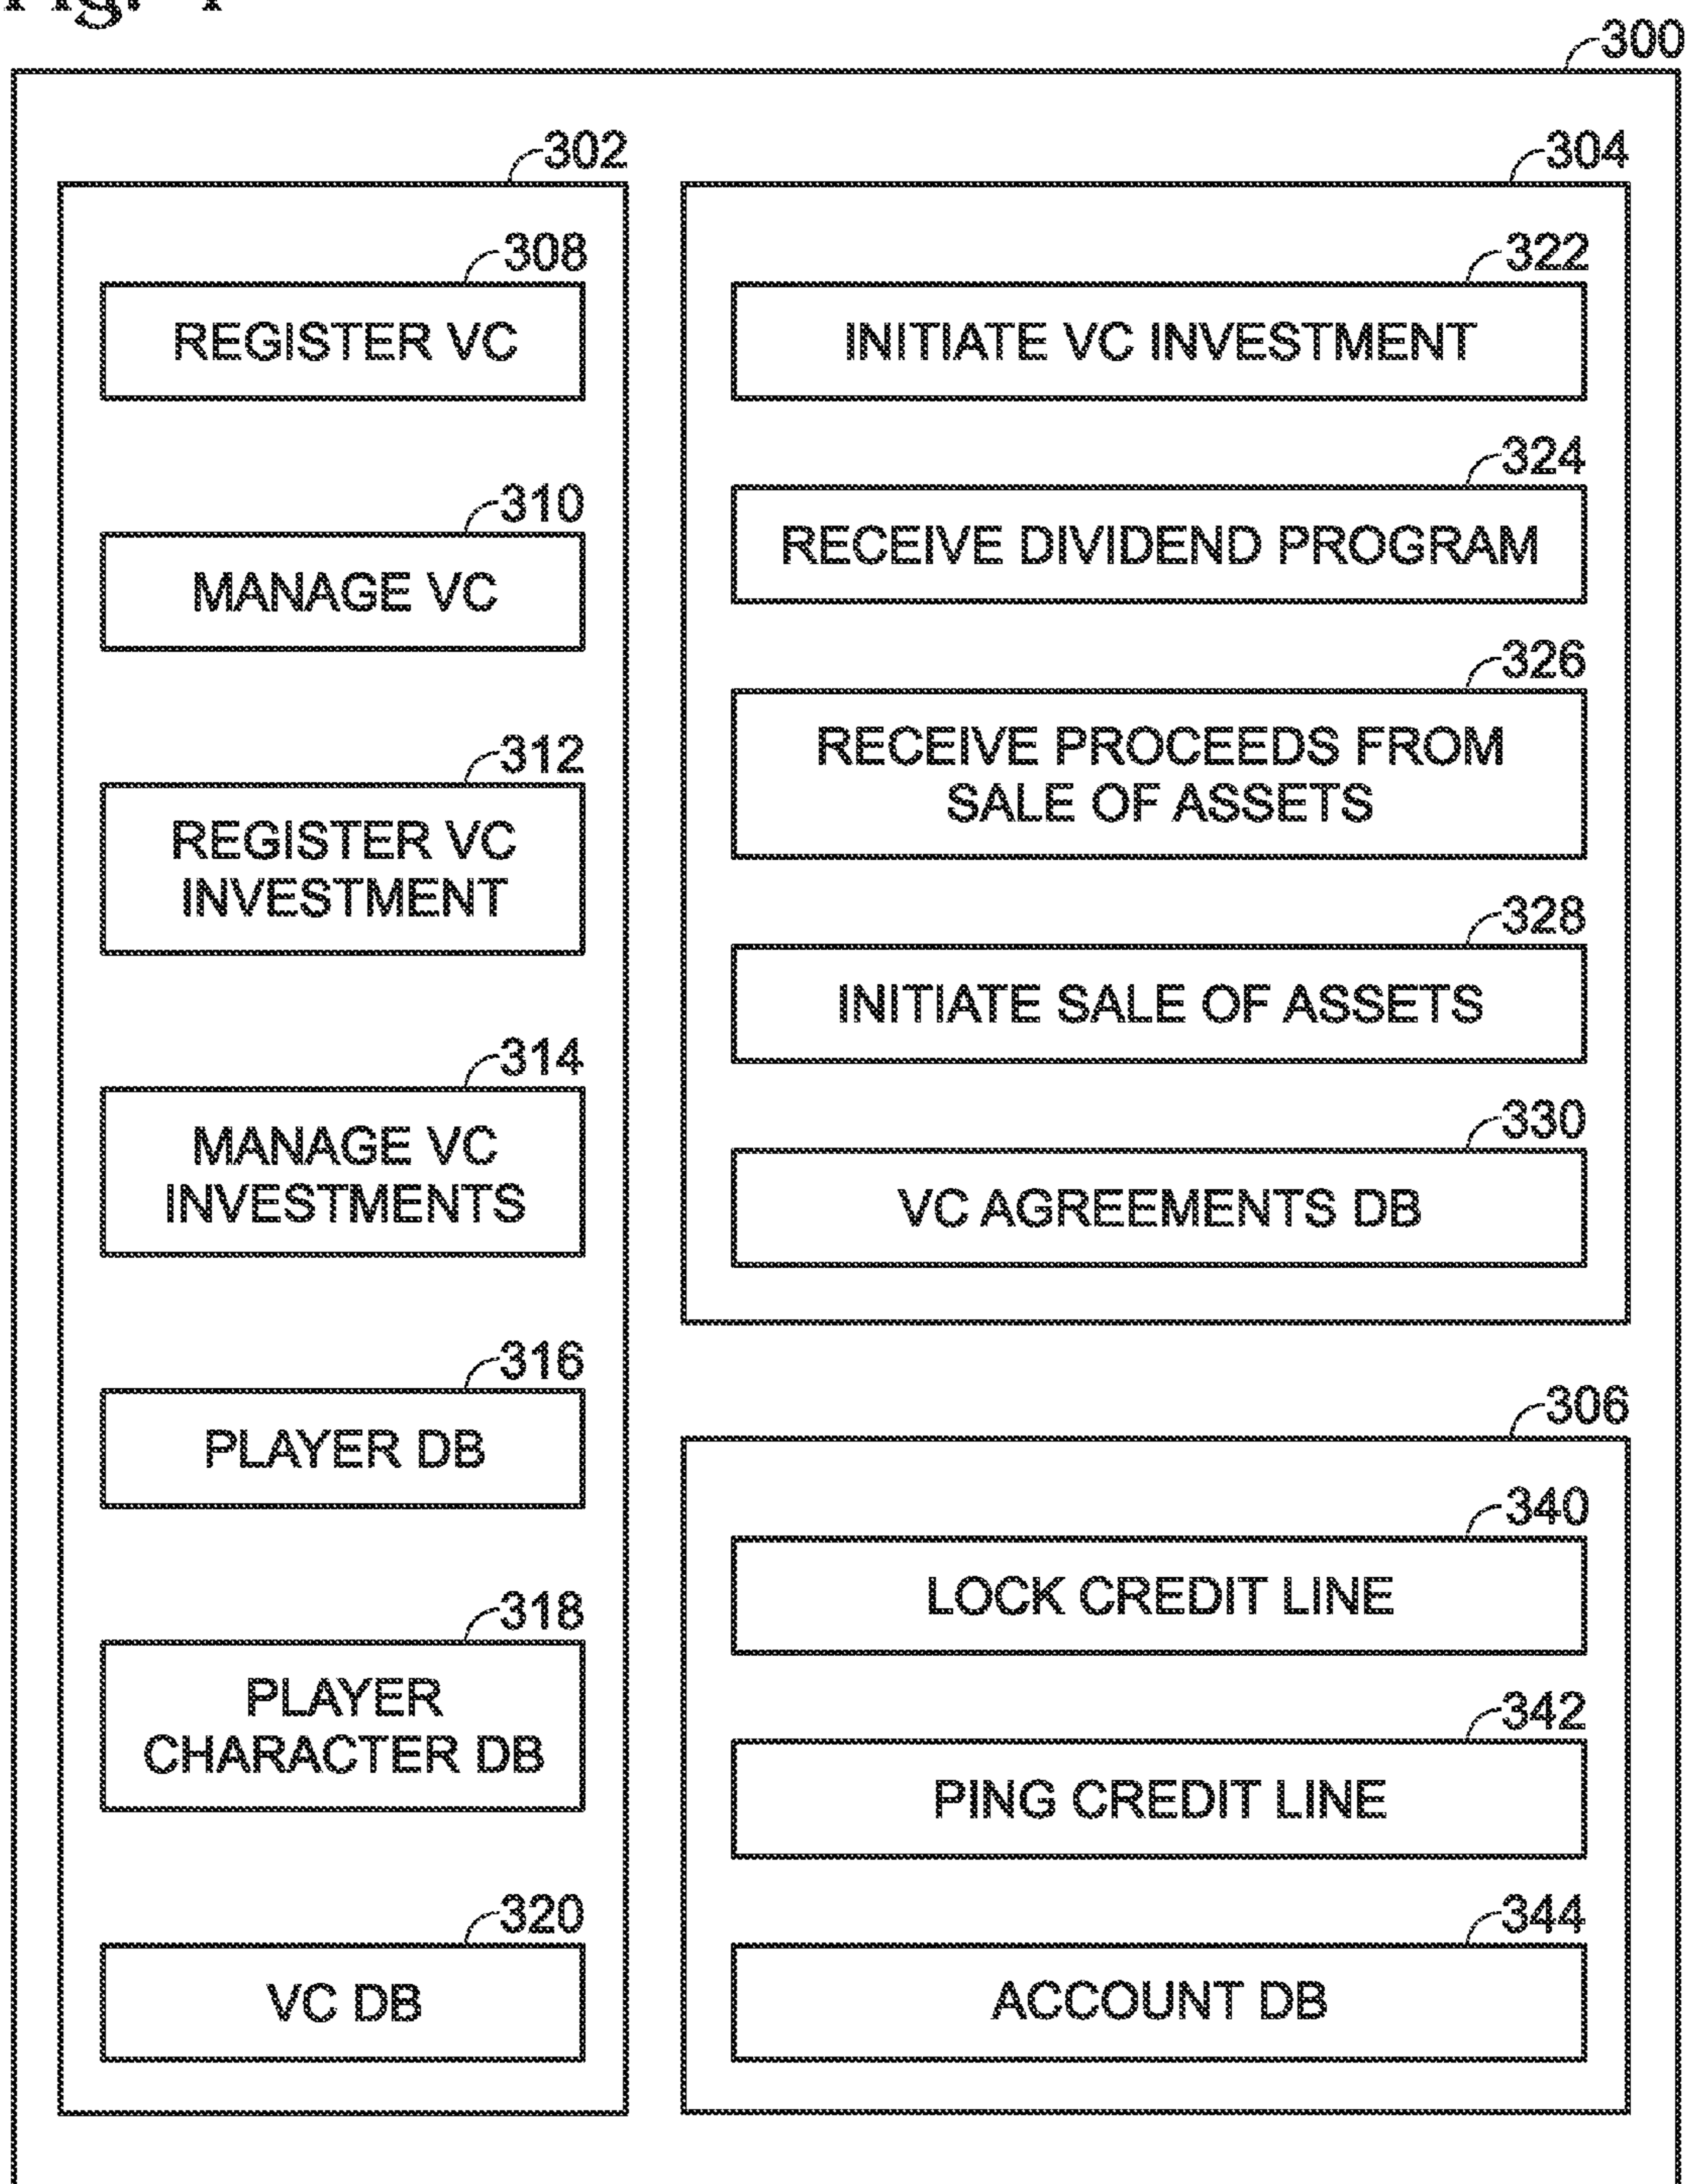 300
302
308
REGISTER VC
310
MANAGE VC
312
REGISTER VC
INVESTMENT
314
MANAGE VC
INVESTMENTS
316
PLAYER DB
318
PLAYER
CHARACTER DB
320
VC DB
304
322
INITIATE VC INVESTMENT
324
RECEIVE DIVIDEND PROGRAM
326
RECEIVE PROCEEDS FROM
SALE OF ASSETS
328
INITIATE SALE OF ASSETS
330
VC AGREEMENTS DB
306
340
LOCK CREDIT LINE
342
PING CREDIT LINE
344
ACCOUNT DB